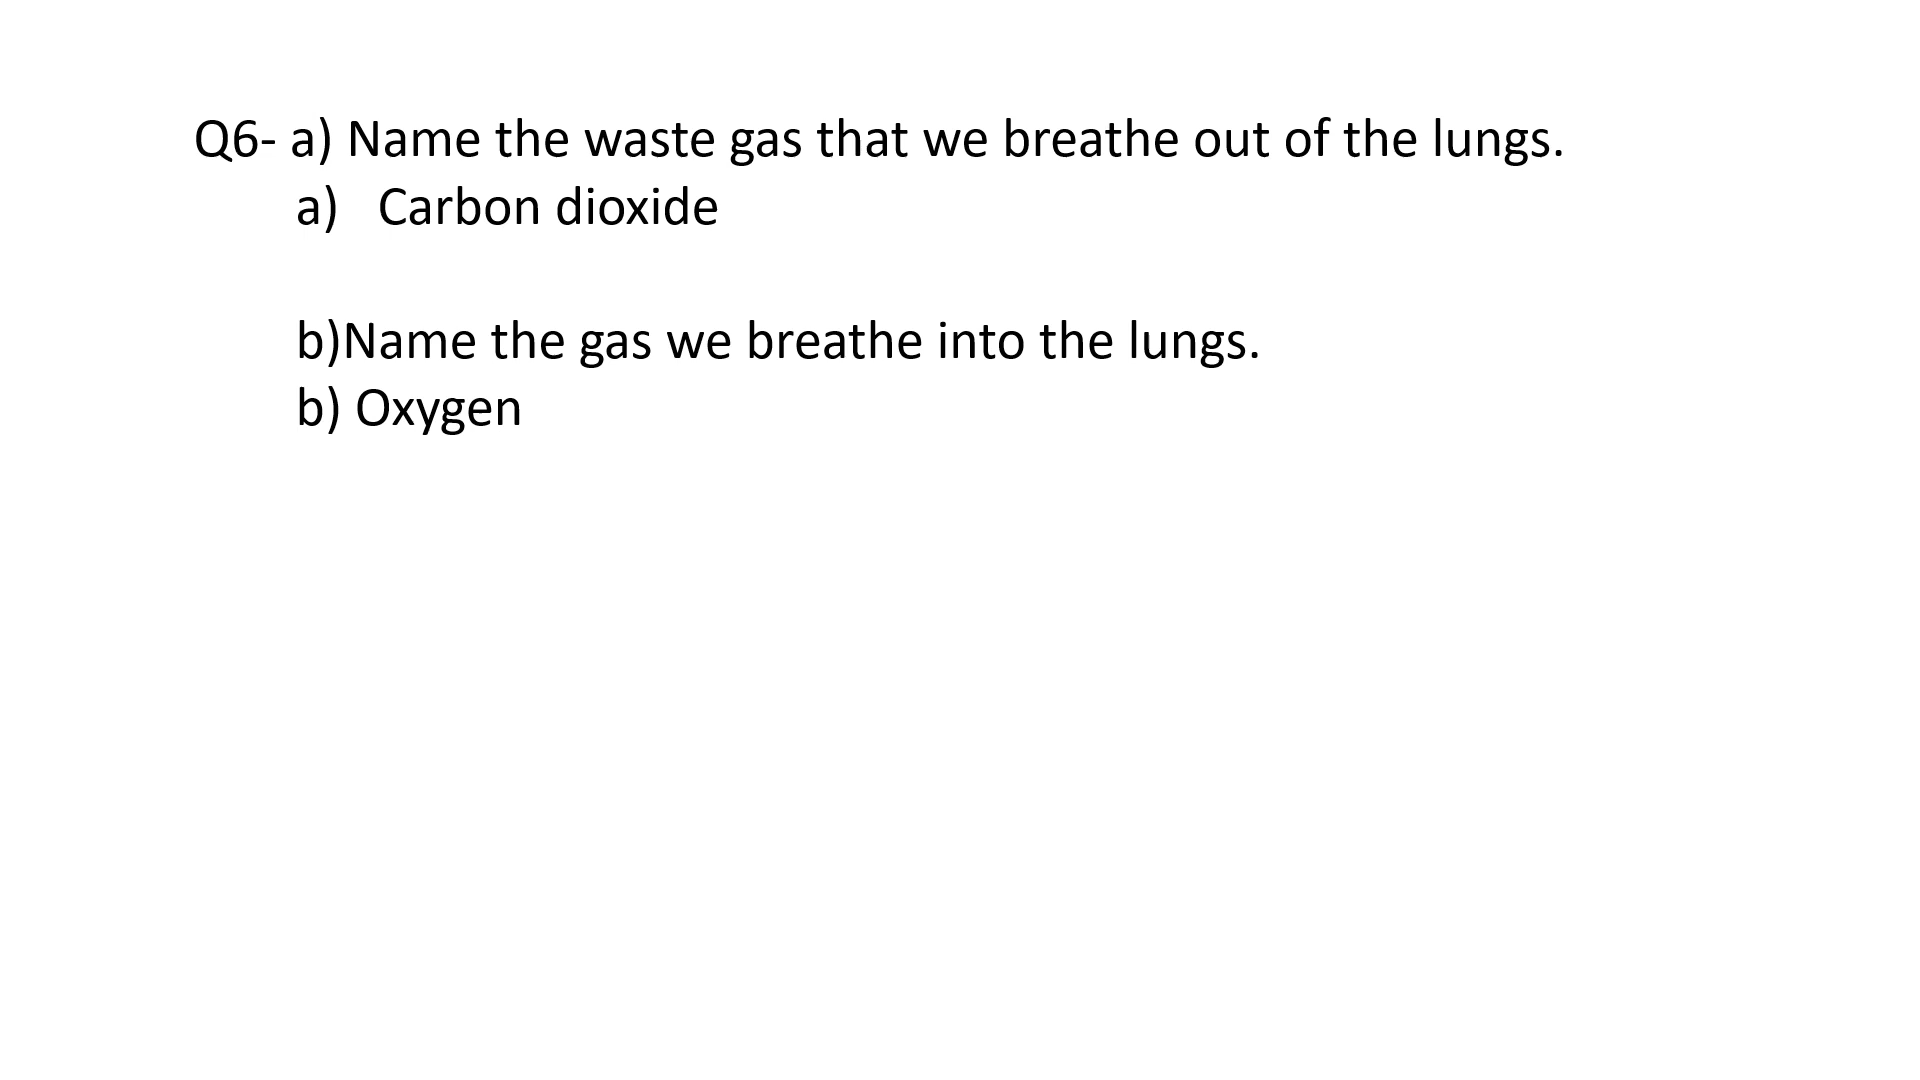 Q6- a) Name the waste gas that we breathe out of the lungs.
a) Carbon dioxide
b)Name the gas we breathe into the lungs.
b) Oxygen